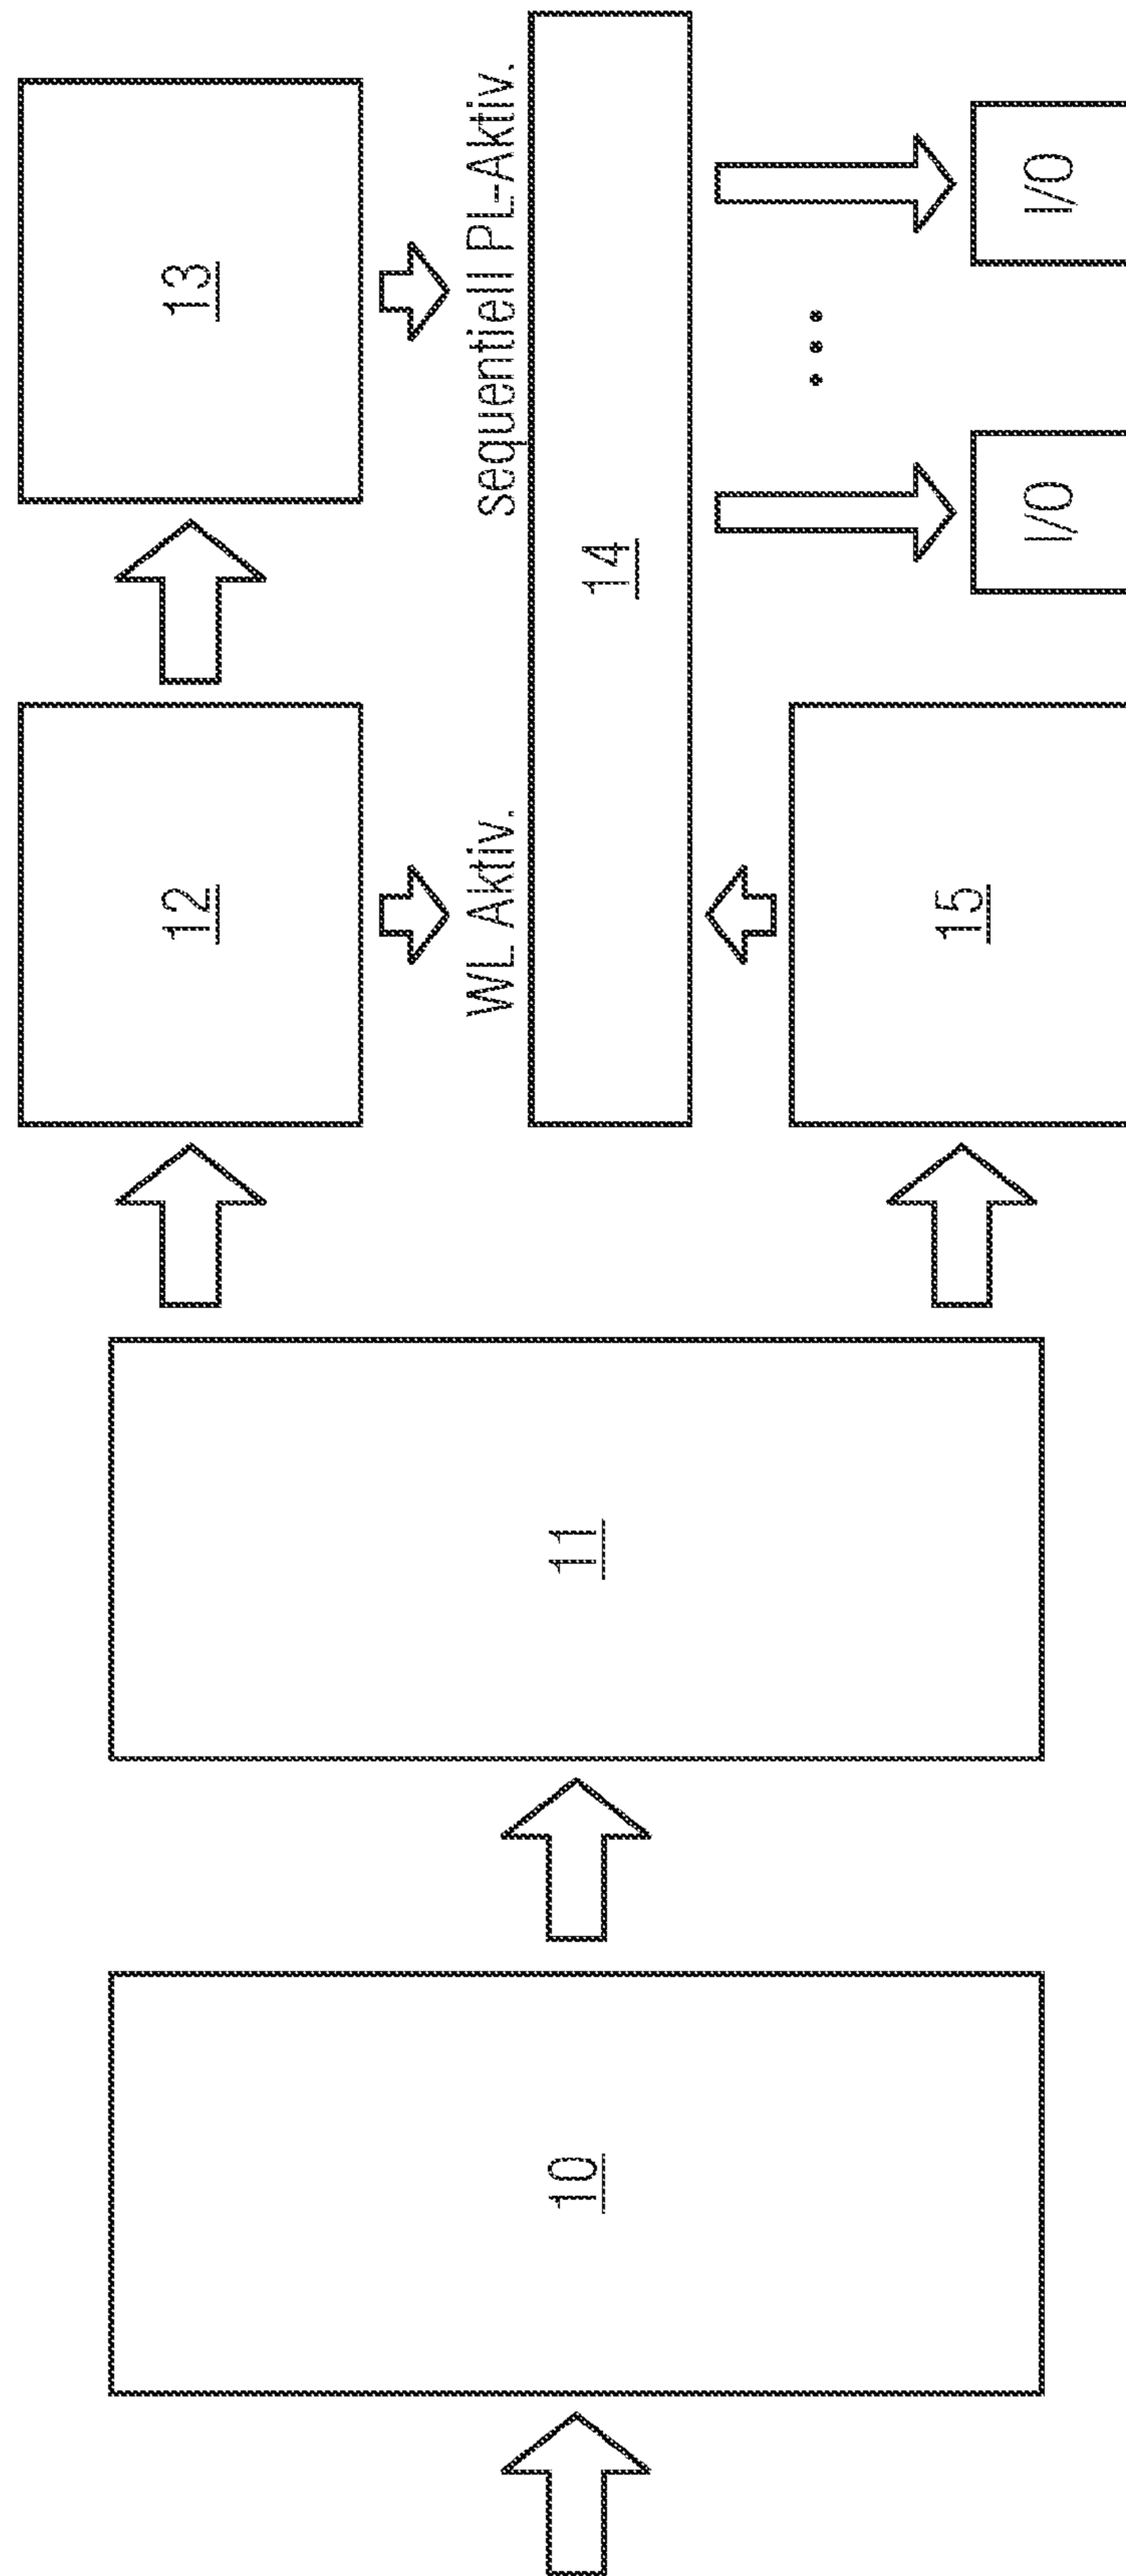 12
13
WL Aktiv.
sequentiell PL-Aktiv.
10
11
14
...
15
I/O
I/O